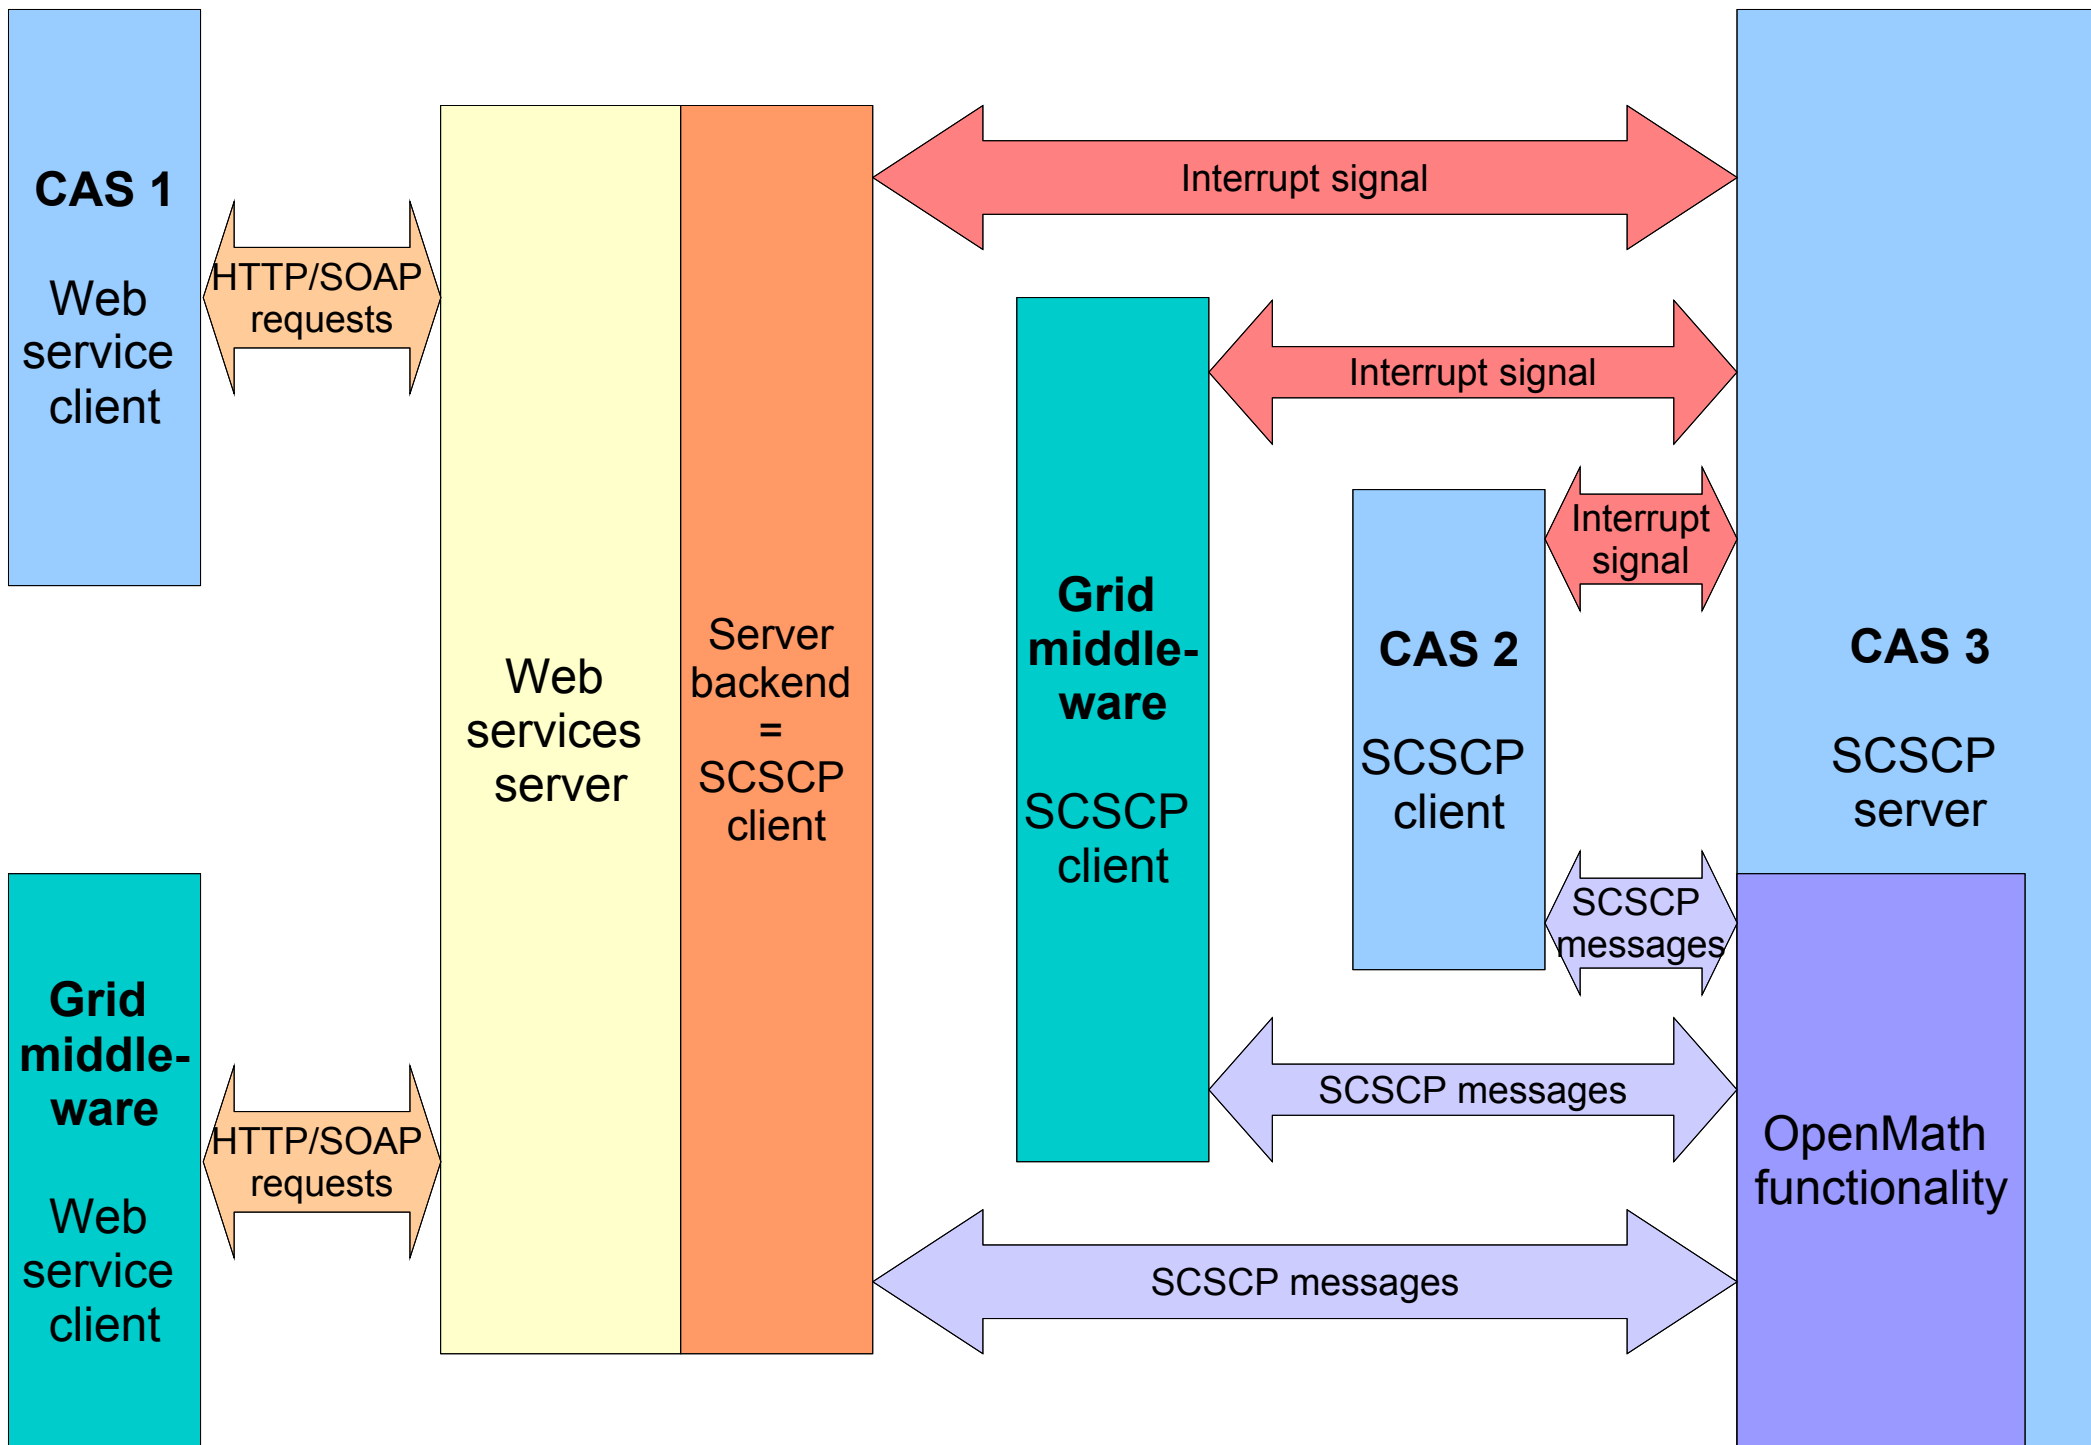 CAS 1
Web
service
client
HTTP/SOAP
requests
Grid
middle-
ware
Web
service
client
HTTP/SOAP
requests
Web
services
server
Server
backend
=
SCSCP
client
Interrupt signal
Interrupt signal
Interrupt
signal
Grid
middle-
ware
SCSCP
client
CAS 2
SCSCP
client
SCSCP
messages
SCSCP messages
SCSCP messages
CAS 3
SCSCP
server
OpenMath
functionality